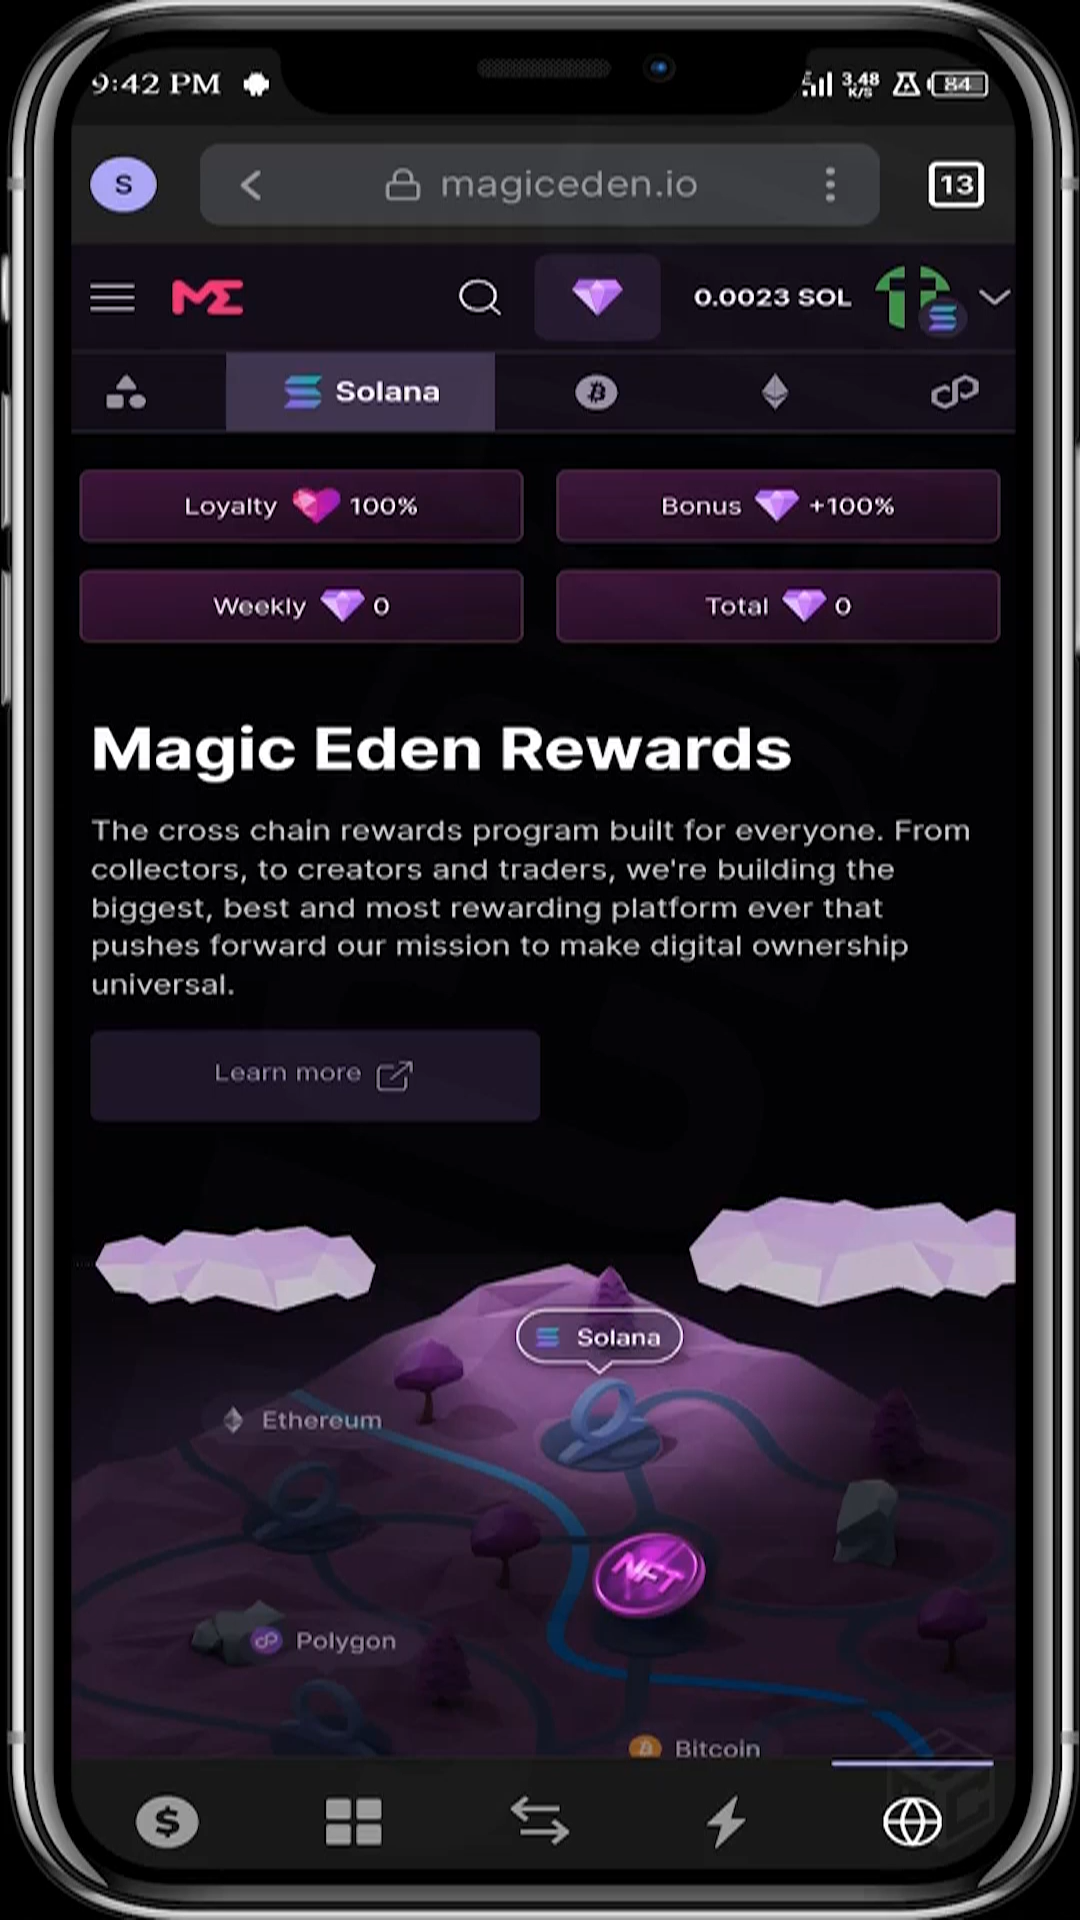 9:42 PM
3.48
K/S
84
S
magiceden.io
13
ME
0.0023 SOL
Solana
Loyalty 100%
Bonus +100%
Weekly 0
Total 0
Magic Eden Rewards
The cross chain rewards program built for everyone. From
collectors, to creators and traders, we're building the
biggest, best and most rewarding platform ever that
pushes forward our mission to make digital ownership
universal.
Learn more
Solana
Ethereum
NFT
Polygon
Bitcoin